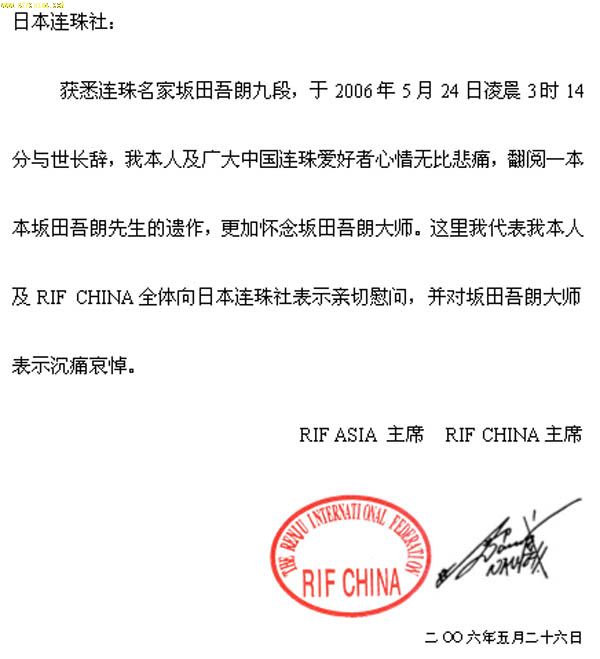 日本连珠社：
获悉连珠名家坂田吾朗九段，于 2006 年 5 月 24 日凌晨 3 时 14
分与世长辞，我本人及广大中国连珠爱好者心情无比悲痛，翻阅一本
本坂田吾朗先生的遗作，更加怀念坂田吾朗大师。这里我代表我本人
及 RIF CHINA 全体向日本连珠社表示亲切慰问，并对坂田吾朗大师
表示沉痛哀悼。
RIF ASIA 主席 RIF CHINA 主席
THE RENJU INTERNATIONAL FEDERATION
RIF CHINA
二〇〇六年五月二十六日